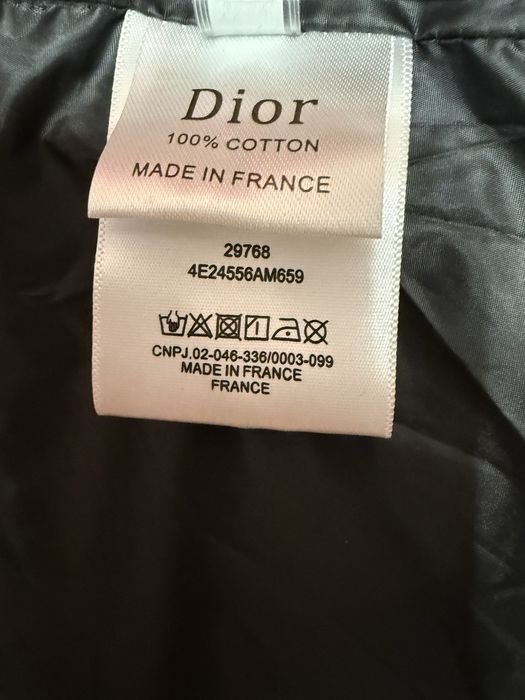 Dior
100% COTTON
MADE IN FRANCE
29768
4E24556AM659
CNPJ.02-046-336/0003-099
MADE IN FRANCE
FRANCE